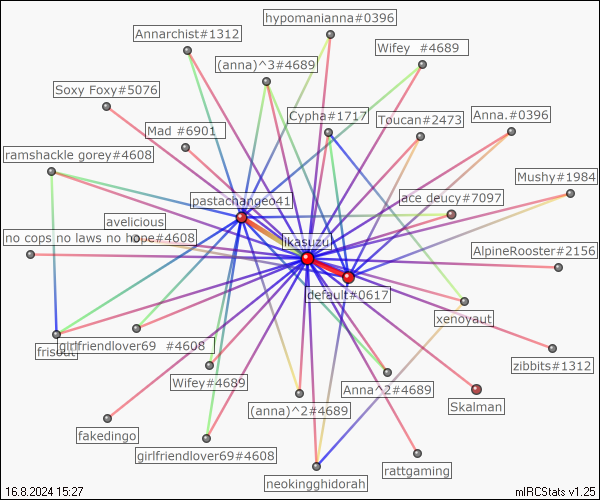 hypomanianna#0396
Annarchist#1312
Wifey  #4689
(anna)^3#4689
Soxy Foxy#5076
Cypha#1717
Toucan#2473
Anna.#0396
Mad #6901
ramshackle gorey#4608
Mushy#1984
pastachangeo41
ace deucy#7097
avelicious
no cops no laws no hope#4608
likasuzu
AlpineRooster#2156
default#0617
xenoyaut
frisout
girlfriendlover69  #4608
zibbits#1312
Wifey#4689
Anna^2#4689
(anna)^2#4689
Skalman
fakedingo
girlfriendlover69#4608
rattgaming
neokingghidorah
16.8.2024 15:27
mIRCStats v1.25